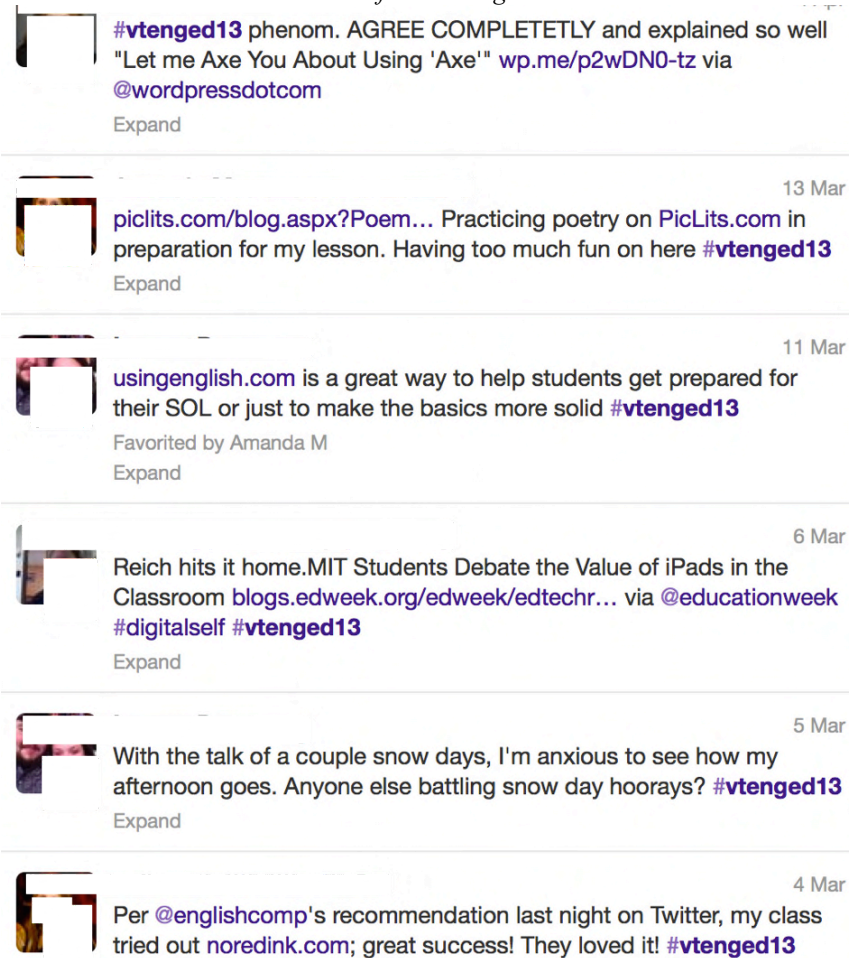 #vtenged13 phenom. AGREE COMPLETETLY and explained so well
"Let me Axe You About Using 'Axe'" wp.me/p2wDN0-tz via
@wordpressdotcom
Expand
13 Mar
piclits.com/blog.aspx?Poem… Practicing poetry on PicLits.com in
preparation for my lesson. Having too much fun on here #vtenged13
Expand
11 Mar
usingenglish.com is a great way to help students get prepared for
their SOL or just to make the basics more solid #vtenged13
Favorited by Amanda M
Expand
6 Mar
Reich hits it home.MIT Students Debate the Value of iPads in the
Classroom blogs.edweek.org/edweek/edtechr… via @educationweek
#digitalself #vtenged13
Expand
5 Mar
With the talk of a couple snow days, I'm anxious to see how my
afternoon goes. Anyone else battling snow day hoorays? #vtenged13
Expand
4 Mar
Per @englishcomp's recommendation last night on Twitter, my class
tried out noredink.com; great success! They loved it! #vtenged13